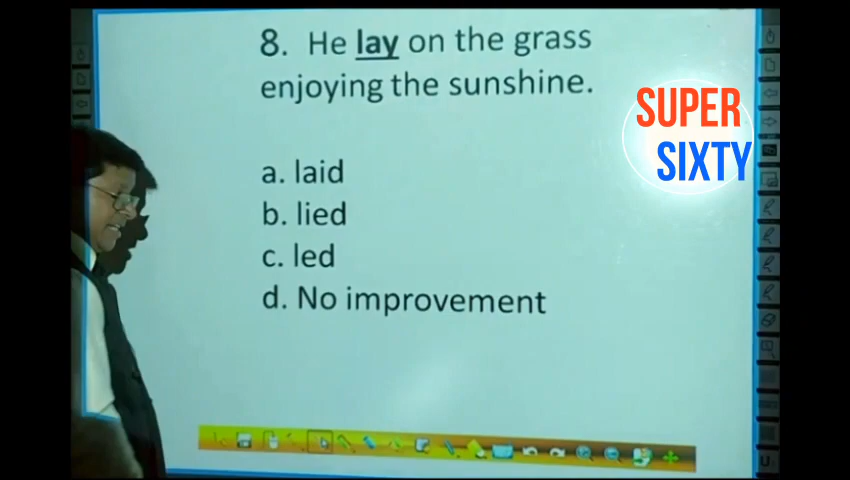 8. He lay on the grass
enjoying the sunshine.
SUPER
SIXTY
a. laid
b. lied
c. led
d. No improvement